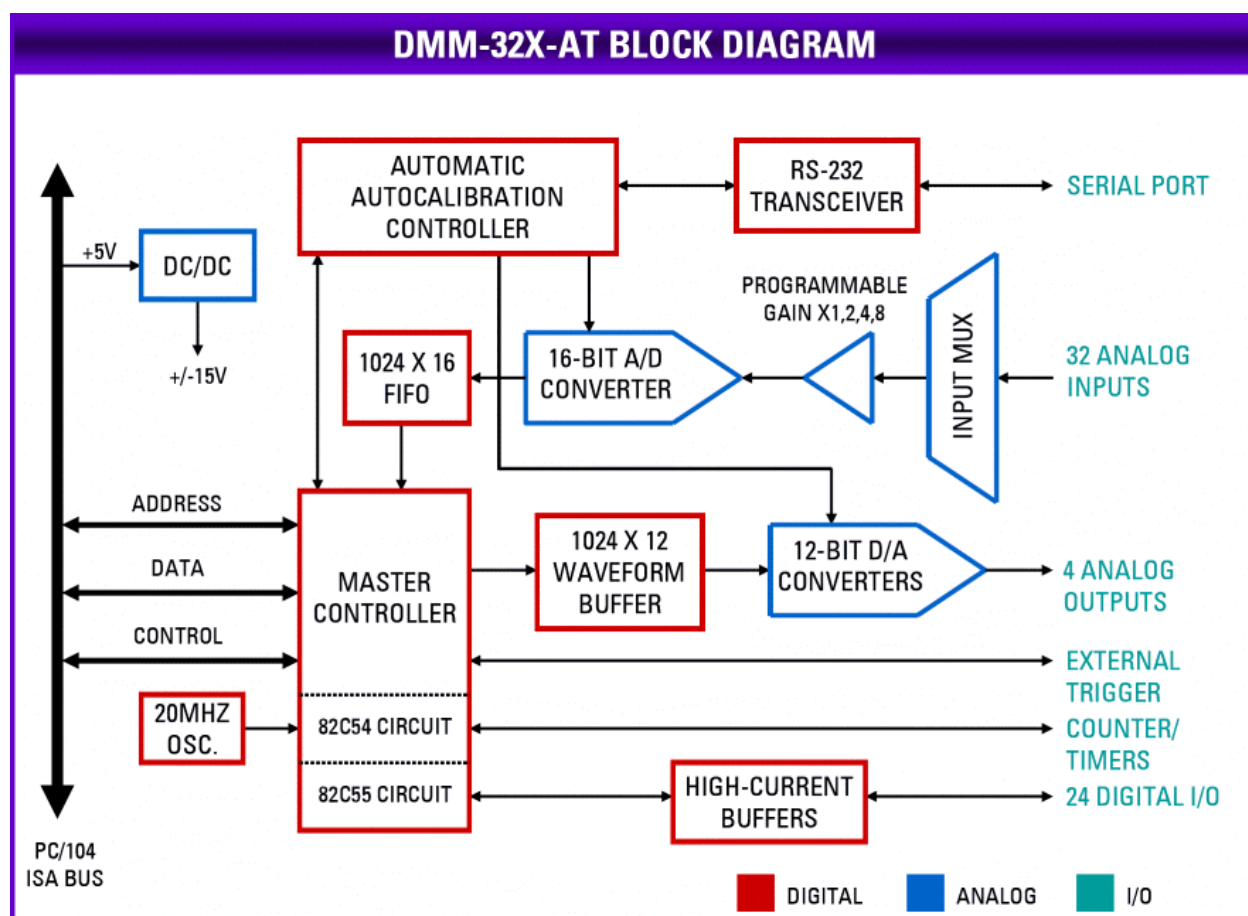 DMM-32X-AT BLOCK DIAGRAM
AUTOMATIC
AUTOCALIBRATION
CONTROLLER
RS-232
TRANSCEIVER
SERIAL PORT
+5V
DC/DC
+/-15V
PROGRAMMABLE
GAIN X1,2,4,8
1024 X 16
FIFO
16-BIT A/D
CONVERTER
INPUT MUX
32 ANALOG
INPUTS
ADDRESS
DATA
CONTROL
MASTER
CONTROLLER
1024 X 12
WAVEFORM
BUFFER
12-BIT D/A
CONVERTERS
4 ANALOG
OUTPUTS
EXTERNAL
TRIGGER
20MHZ
OSC.
82C54 CIRCUIT
COUNTER/
TIMERS
82C55 CIRCUIT
HIGH-CURRENT
BUFFERS
24 DIGITAL I/O
PC/104
ISA BUS
DIGITAL
ANALOG
I/O